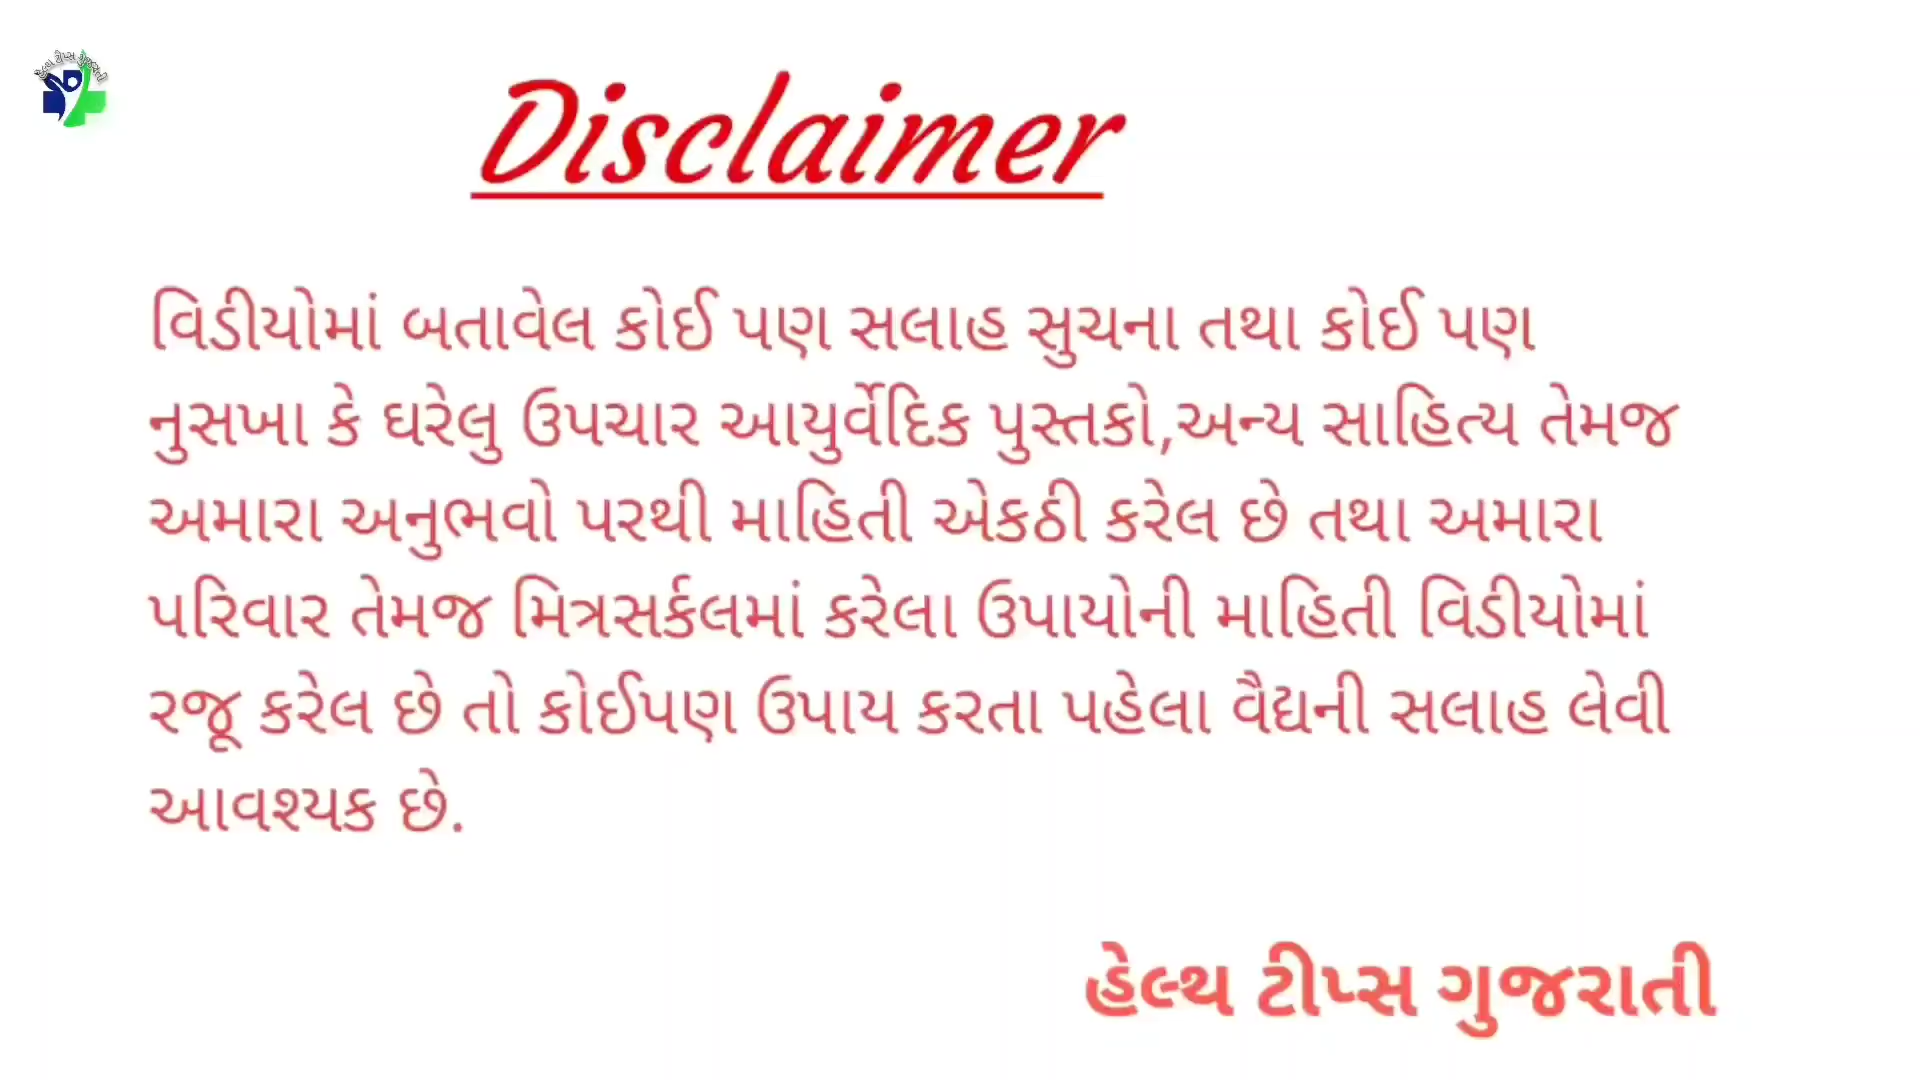 હેલ્થ ટીપ્સ ગુજરાતી
Disclaimer
વિડીયોમાં બતાવેલ કોઈ પણ સલાહ સુચના તથા કોઈ પણ
નુસખા કે ઘરેલુ ઉપચાર આયુર્વેદિક પુસ્તકો,અન્ય સાહિત્ય તેમજ
અમારા અનુભવો પરથી માહિતી એકઠી કરેલ છે તથા અમારા
પરિવાર તેમજ મિત્રસર્કલમાં કરેલા ઉપાયોની માહિતી વિડીયોમાં
રજૂ કરેલ છે તો કોઈપણ ઉપાય કરતા પહેલા વૈદ્યની સલાહ લેવી
આવશ્યક છે.
હેલ્થ ટીપ્સ ગુજરાતી